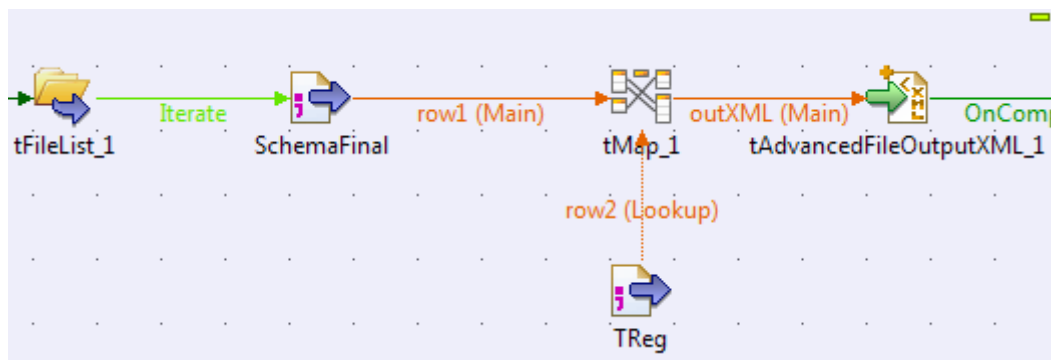 Iterate
row1 (Main)
outXML (Main)
OnComp
tFileList_1
SchemaFinal
tMap_1
tAdvancedFileOutputXML_1
row2 (Lookup)
TReg